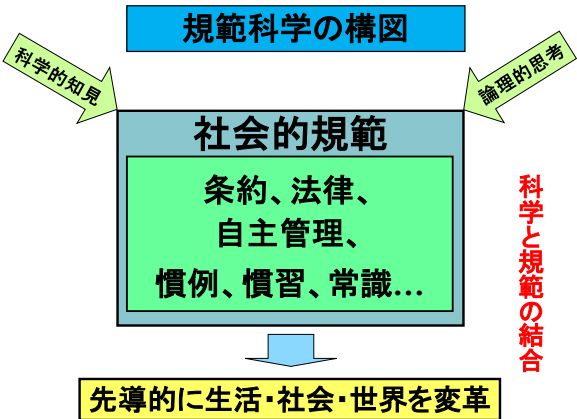 規範科学の構図
科学的知見
論理的思考
社会的規範
条約、法律、
自主管理、
慣例、慣習、常識…
科学と規範の結合
先導的に生活・社会・世界を変革